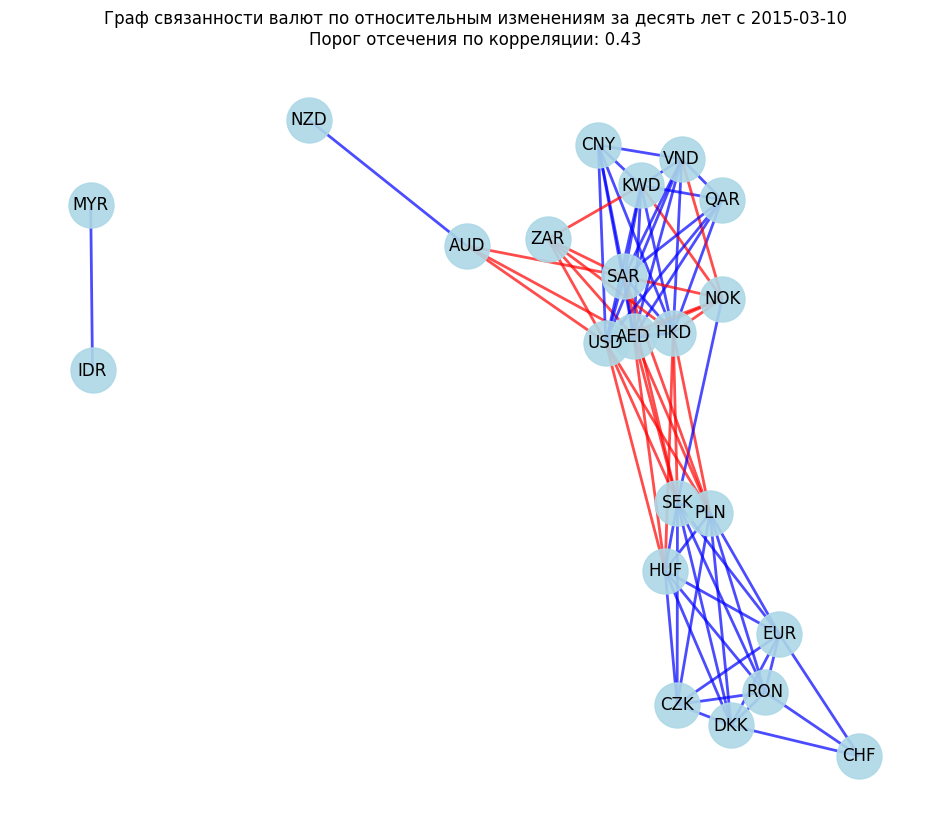 Граф связанности валют по относительным изменениям за десять лет с 2015-03-10
Порог отсечения по корреляции: 0.43
NZD
CNY
VND
KWD
QAR
MYR
AUD
ZAR
SAR
NOK
USD
AED
HKD
IDR
SEK
PLN
HUF
EUR
RON
CZK
DKK
CHF